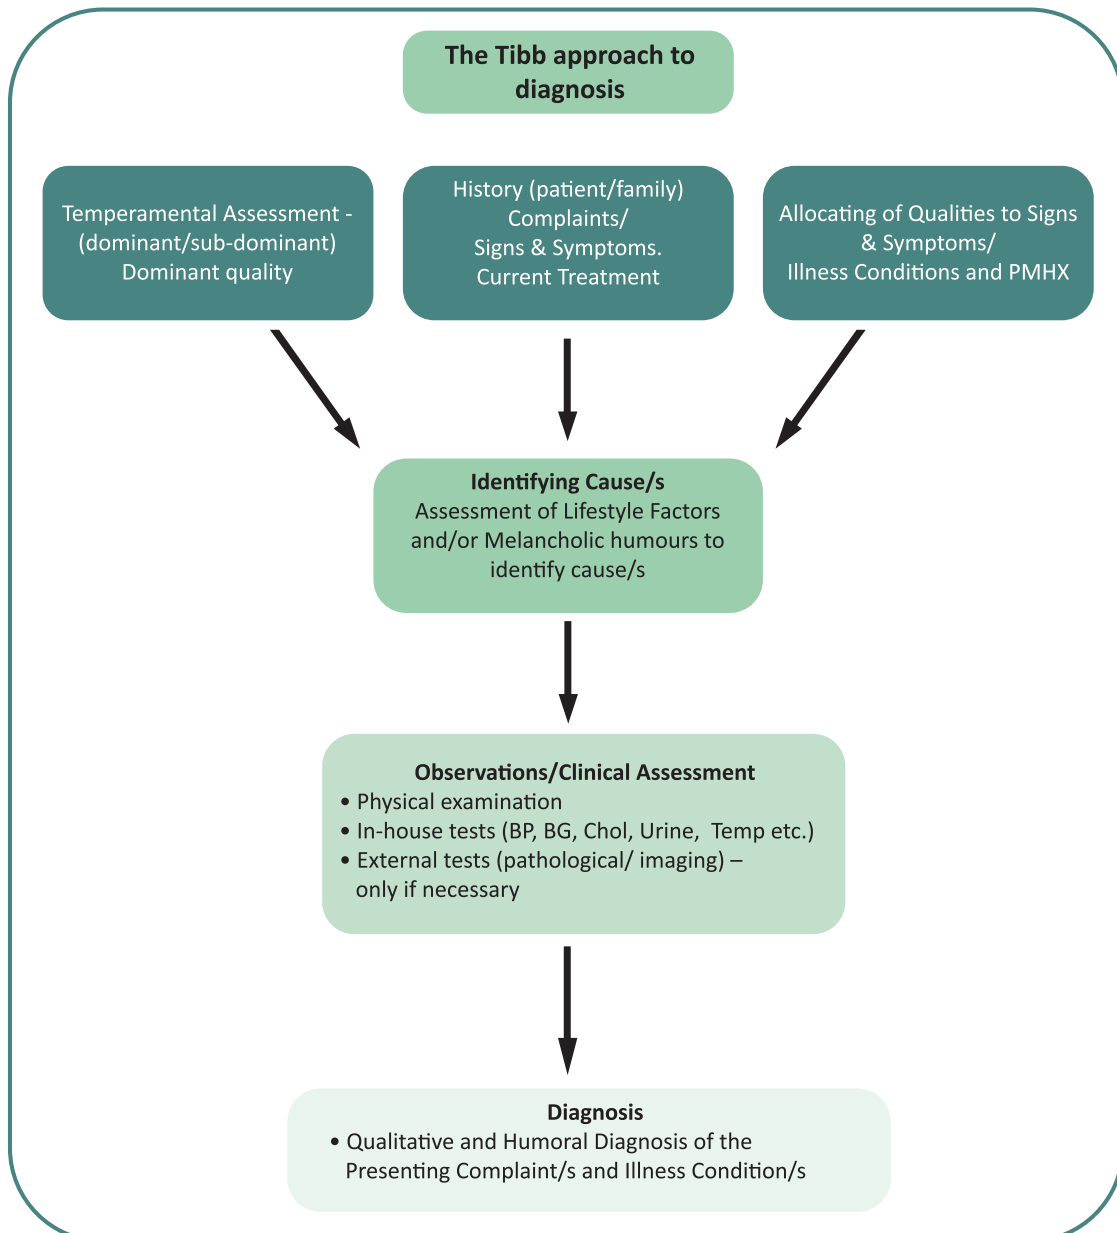 The Tibb approach to
diagnosis
Temperamental Assessment -
(dominant/sub-dominant)
Dominant quality
History (patient/family)
Complaints/
Signs & Symptoms.
Current Treatment
Allocating of Qualities to Signs
& Symptoms/
Illness Conditions and PMHX
Identifying Cause/s
Assessment of Lifestyle Factors
and/or Melancholic humours to
identify cause/s
Observations/Clinical Assessment
• Physical examination
• In-house tests (BP, BG, Chol, Urine,  Temp etc.)
• External tests (pathological/ imaging) –
only if necessary
Diagnosis
• Qualitative and Humoral Diagnosis of the
Presenting Complaint/s and Illness Condition/s